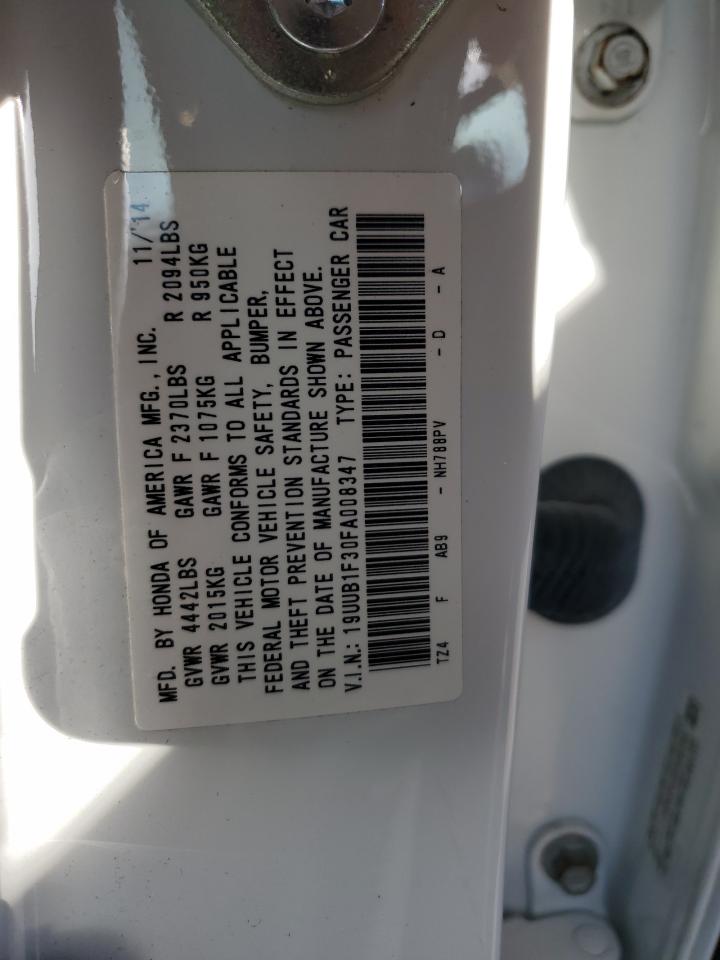 MFD. BY HONDA OF AMERICA MFG., INC. 11/'14
GVWR 4442LBS GAWR F 2370LBS R 2094LBS
GVWR 2015KG GAWR F 1075KG R 950KG
THIS VEHICLE CONFORMS TO ALL APPLICABLE
FEDERAL MOTOR VEHICLE SAFETY, BUMPER,
AND THEFT PREVENTION STANDARDS IN EFFECT
ON THE DATE OF MANUFACTURE SHOWN ABOVE.
V.I.N.: 19UUB1F30FA008347 TYPE: PASSENGER CAR
TZ4 F AB9 - NH788PV - D - A